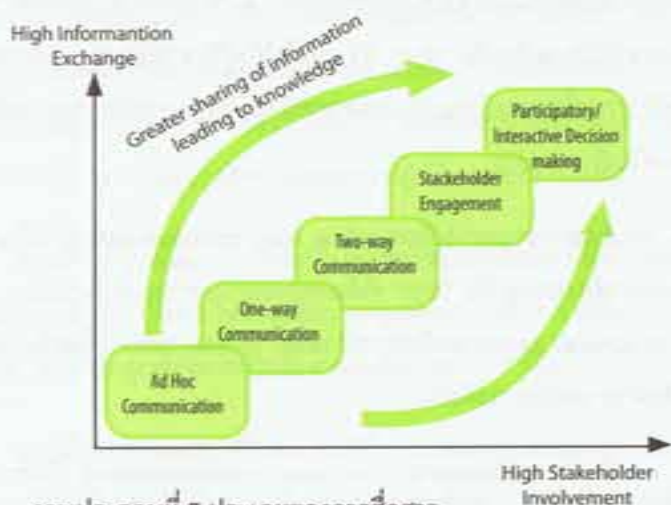 High Informantion
Exchange
Greater sharing of information
leading to knowledge
Participatory/
Interactive Decision
making
Stackeholder
Engagement
Two-way
Communication
One-way
Communication
Ad Hoc
Communication
High Stakeholder
Involvement